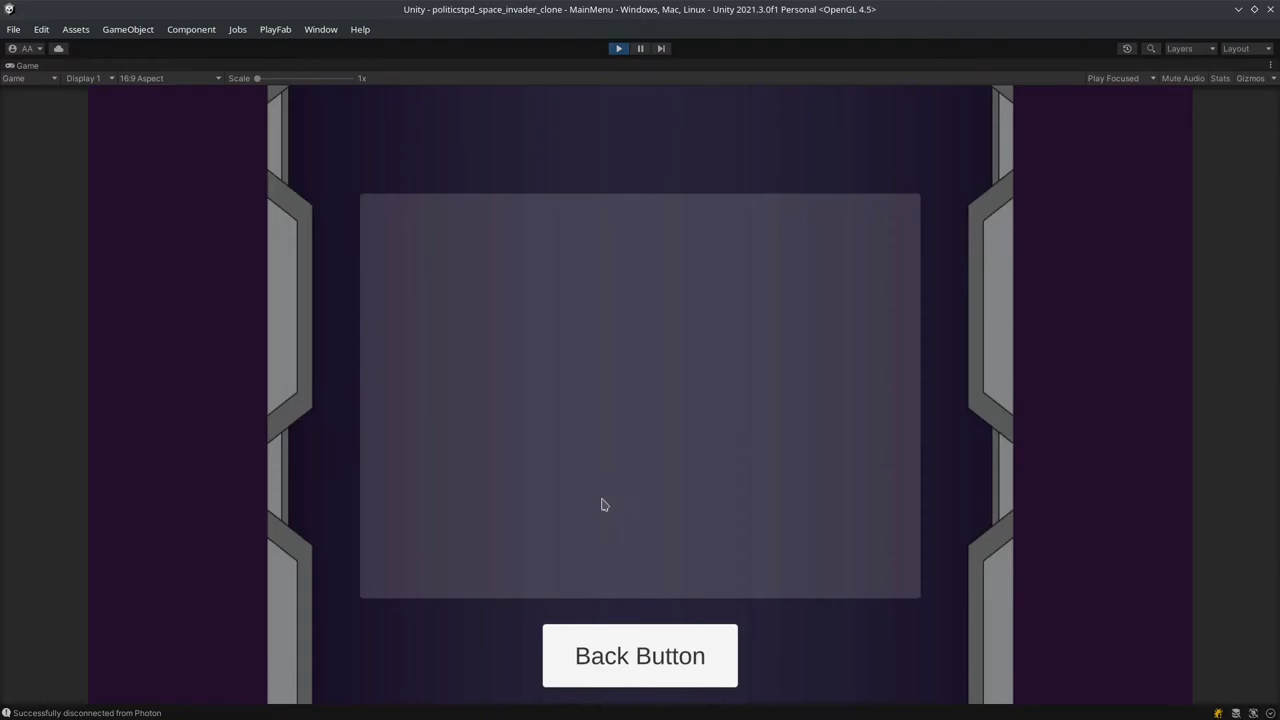 Unity - politicstpd_space_invader_clone - MainMenu - Windows, Mac, Linux - Unity 2021.3.0f1 Personal <OpenGL 4.5>
File Edit Assets GameObject Component Jobs PlayFab Window Help
AA Layers Layout
Game
Game Display 1 16:9 Aspect Scale 1x Play Focused Mute Audio Stats Gizmos
Back Button
Successfully disconnected from Photon